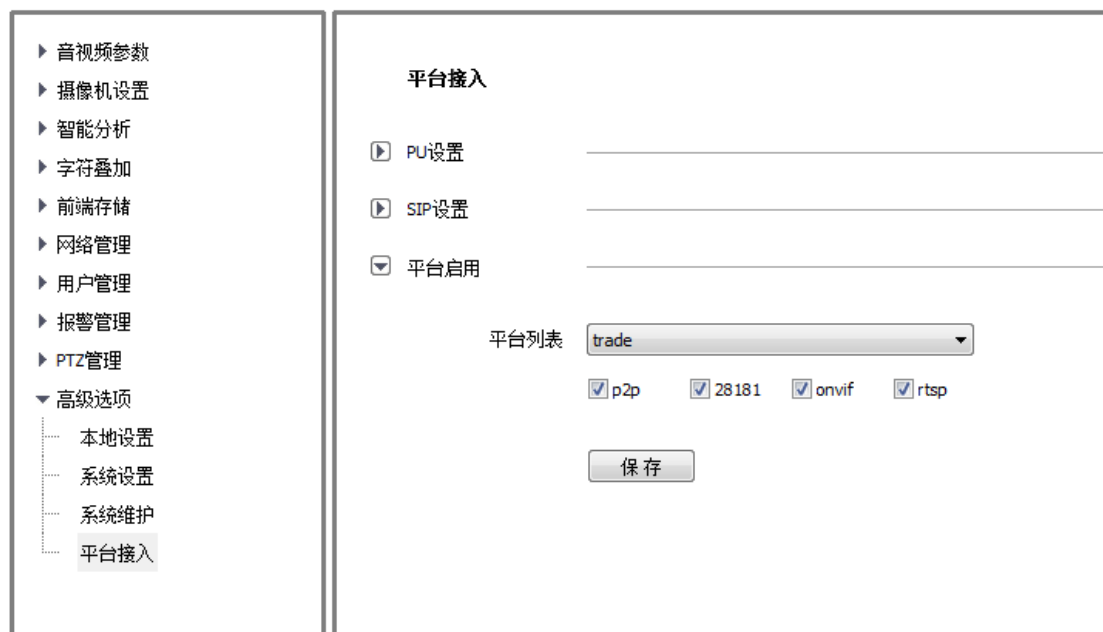 音视频参数
摄像机设置
智能分析
字符叠加
前端存储
网络管理
用户管理
报警管理
PTZ管理
高级选项
本地设置
系统设置
系统维护
平台接入
平台接入
PU设置
SIP设置
平台启用
平台列表 trade
p2p 28181 onvif rtsp
保存